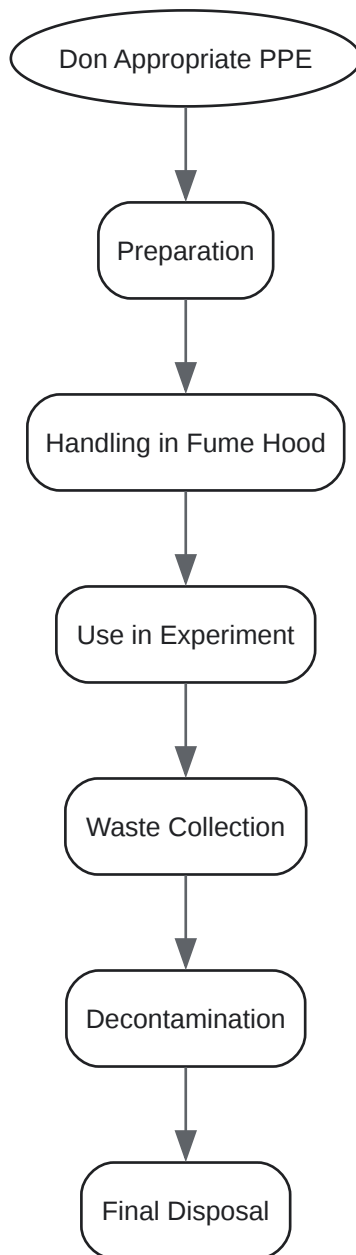 Don Appropriate PPE
Preparation
Handling in Fume Hood
Use in Experiment
Waste Collection
Decontamination
Final Disposal